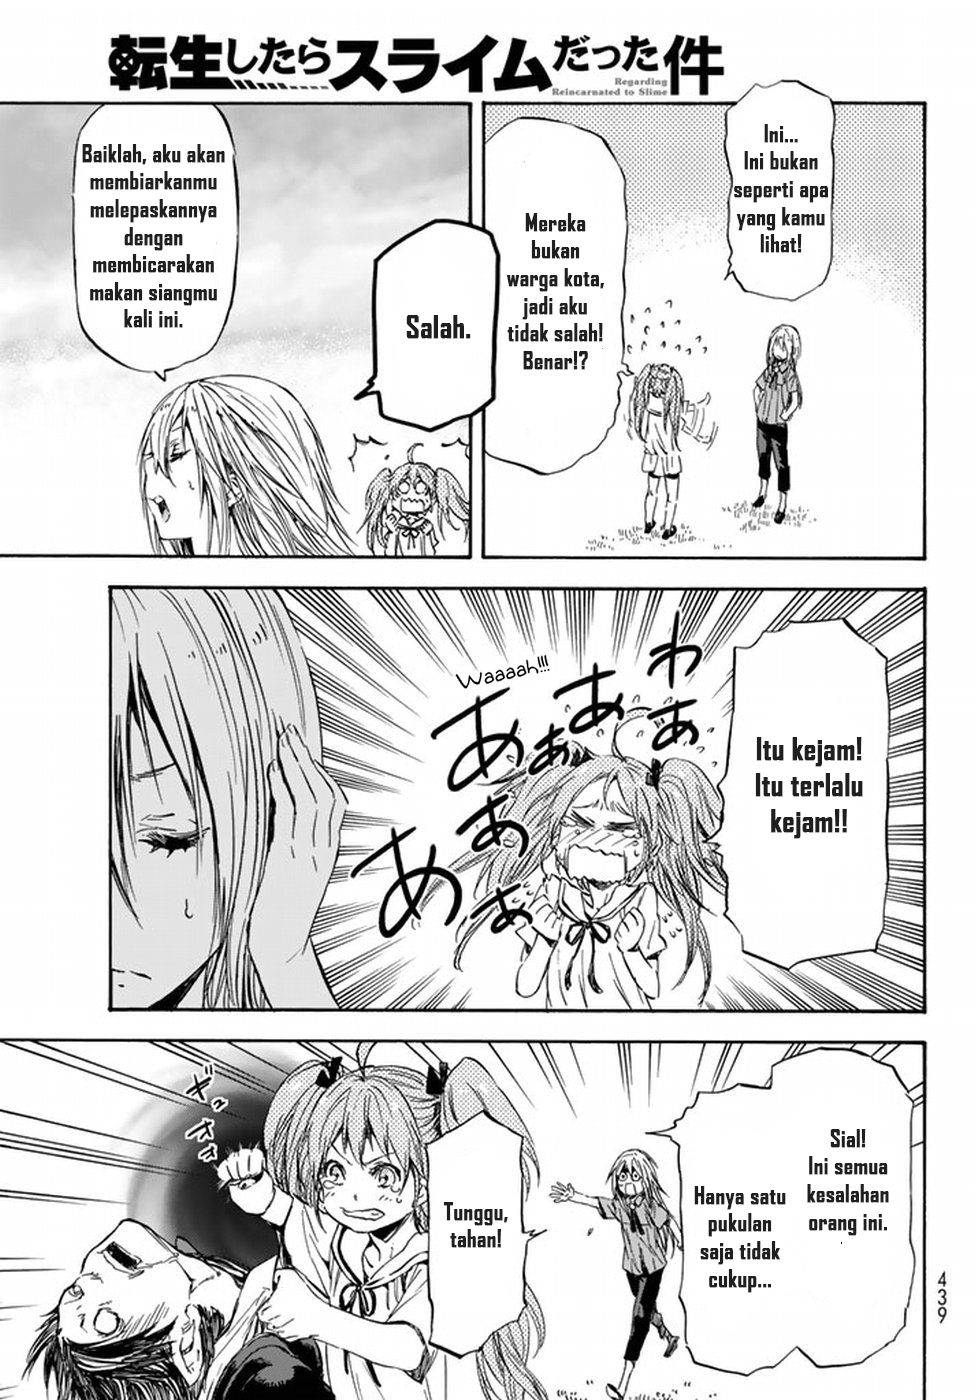 転生したらスライムだった件
Regarding
Reincarnated to Slime
Ini...
Ini bukan
seperti apa
yang kamu
lihat!
Mereka
bukan
warga kota,
jadi aku
tidak salah!
Benar!?
Salah.
Baiklah, aku akan
membiarkanmu
melepaskannya
dengan
membicarakan
makan siangmu
kali ini.
Itu kejam!
Itu terlalu
kejam!!
Waaaah!!!
わぁあぁぁあ
あぁあぁ
Sial!
Ini semua
kesalahan
orang ini.
Hanya satu
pukulan
saja tidak
cukup...
Tunggu,
tahan!
439